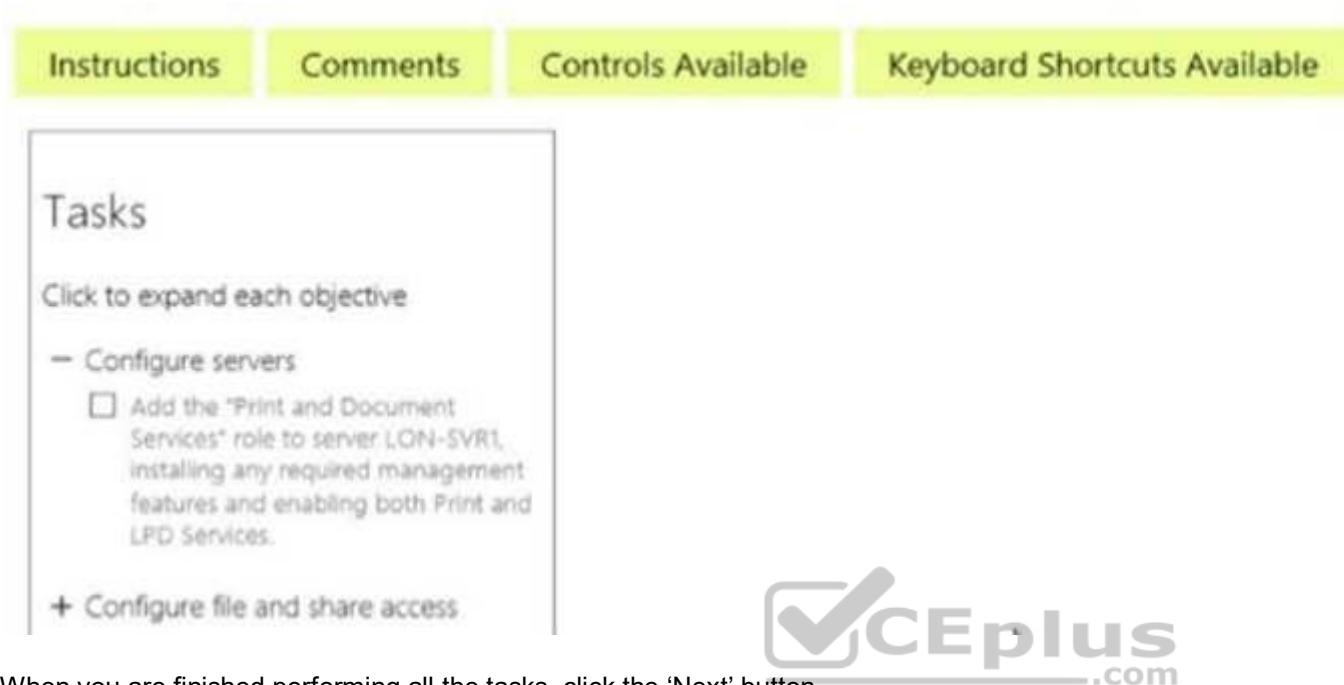 Instructions Comments Controls Available Keyboard Shortcuts Available
Tasks
Click to expand each objective
− Configure servers
Add the "Print and Document
Services" role to server LON-SVR1,
installing any required management
features and enabling both Print and
LPD Services.
+ Configure file and share access
CEplus
.com
When you are finished performing all the tasks, click the ‘Next’ button.